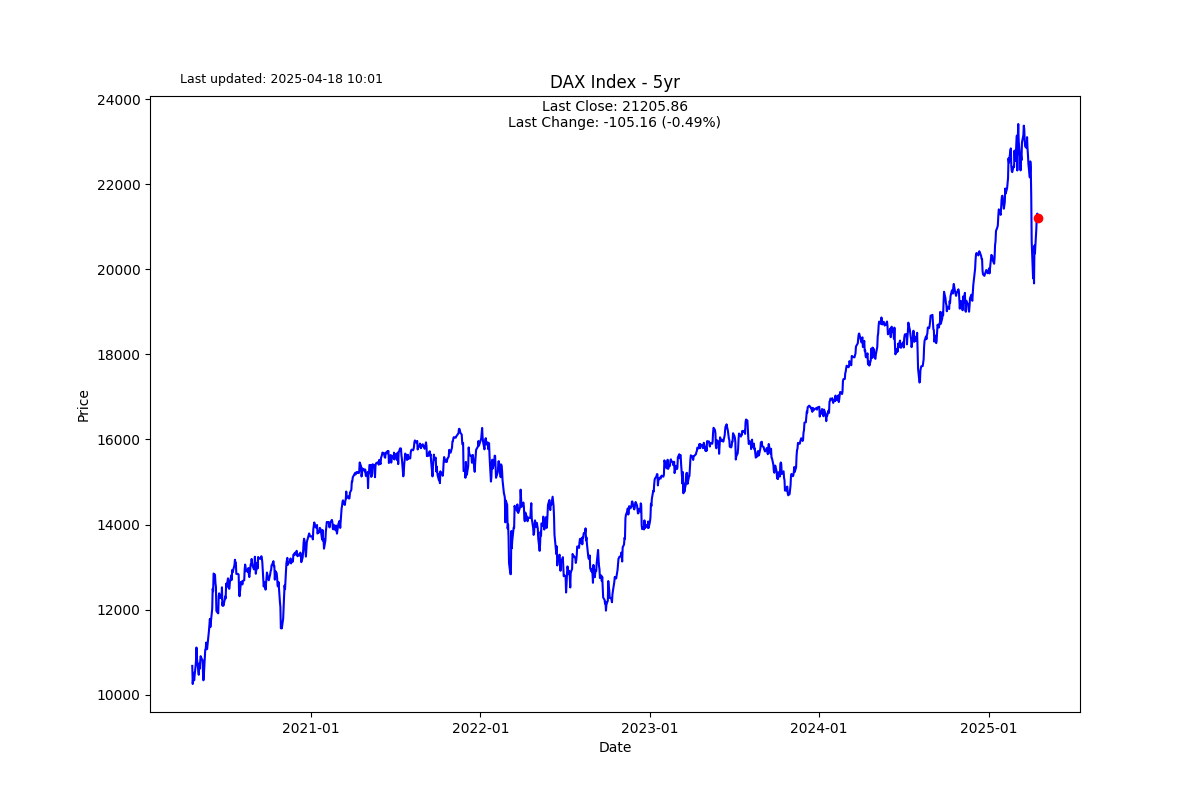 Last updated: 2025-04-18 10:01
DAX Index - 5yr
Last Close: 21205.86
Last Change: -105.16 (-0.49%)
24000
22000
20000
18000
16000
14000
12000
10000
Price
2021-01
2022-01
2023-01
2024-01
2025-01
Date